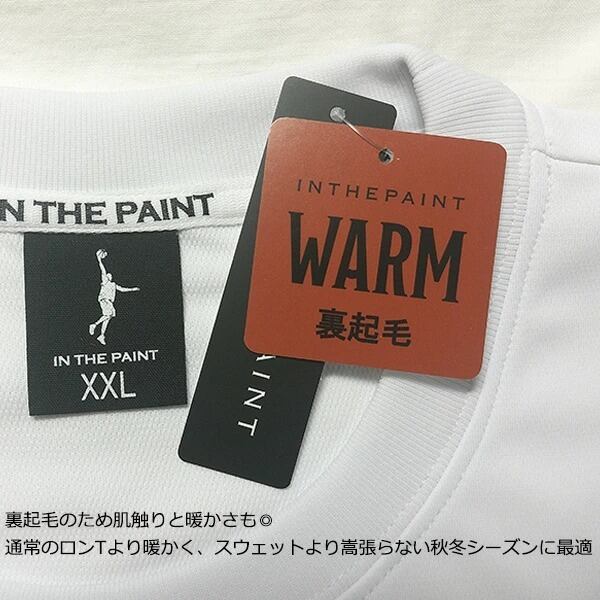 IN THE PAINT
IN THE PAINT
XXL
PAINT
INTHEPAINT
WARM
裏起毛
裏起毛のため肌触りと暖かさも◎
通常のロンTより暖かく、スウェットより嵩張らない秋冬シーズンに最適